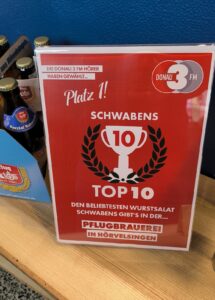 DIE DONAU 3 FM HÖRER
HABEN GEWÄHLT...
DONAU 3 FM
Platz 1!
SCHWABENS
10
TOP 10
DEN BELIEBTESTEN WURSTSALAT
SCHWABENS GIBT'S IN DER...
PFLUGBRAUEREI
IN HÖRVELSINGEN